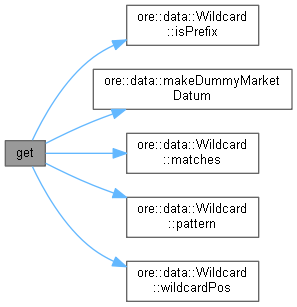 get
ore::data::Wildcard
::isPrefix
ore::data::makeDummyMarket
Datum
ore::data::Wildcard
::matches
ore::data::Wildcard
::pattern
ore::data::Wildcard
::wildcardPos